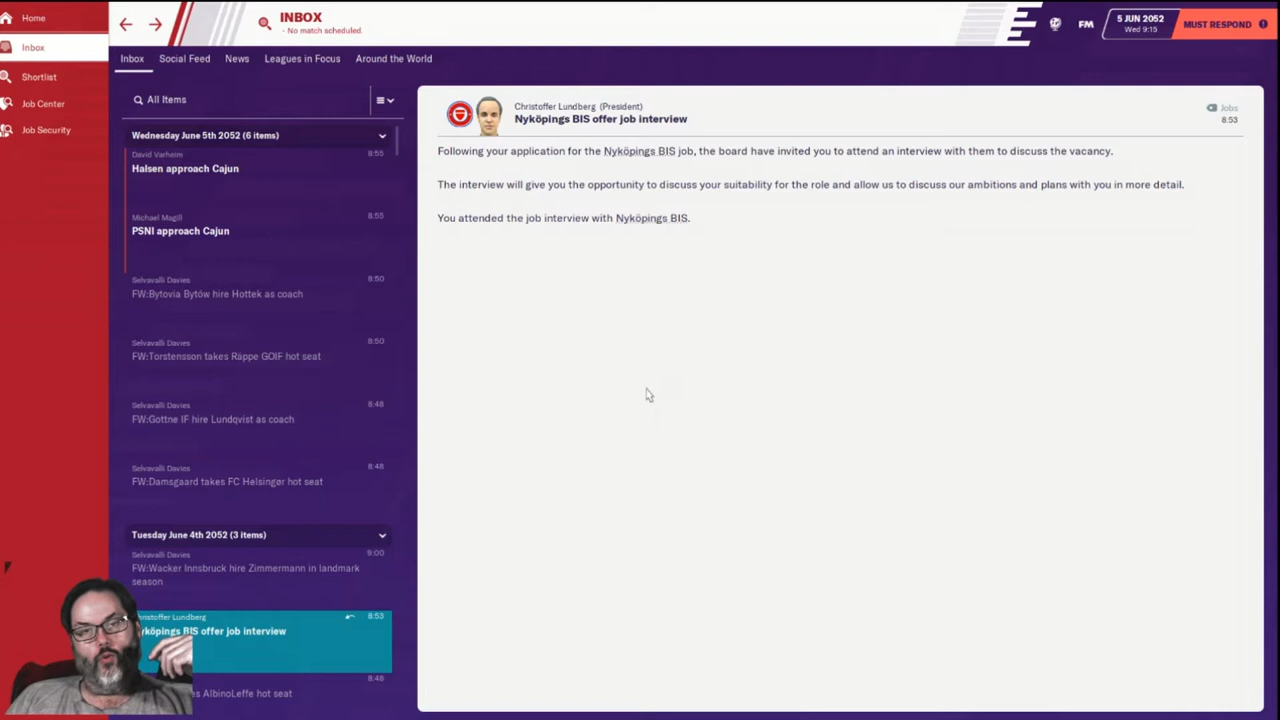 Home
Inbox
Shortlist
Job Center
Job Security
INBOX
- No match scheduled.
FM
5 JUN 2052
Wed 9:15
MUST RESPOND
Inbox
Social Feed
News
Leagues in Focus
Around the World
All Items
Wednesday June 5th 2052 (6 items)
David Varheim
8:55
Halsen approach Cajun
Michael Magill
8:55
PSNI approach Cajun
Selvavalli Davies
8:50
FW:Bytovia Bytów hire Hottek as coach
Selvavalli Davies
8:50
FW:Torstensson takes Räppe GOIF hot seat
Selvavalli Davies
8:48
FW:Gottne IF hire Lundqvist as coach
Selvavalli Davies
8:48
FW:Damsgaard takes FC Helsingør hot seat
Tuesday June 4th 2052 (3 items)
Selvavalli Davies
9:00
FW:Wacker Innsbruck hire Zimmermann in landmark
season
hristoffer Lundberg
8:53
yköpings BIS offer job interview
8:48
es AlbinoLeffe hot seat
Christoffer Lundberg (President)
Nyköpings BIS offer job interview
Jobs
8:53
Following your application for the Nyköpings BIS job, the board have invited you to attend an interview with them to discuss the vacancy.
The interview will give you the opportunity to discuss your suitability for the role and allow us to discuss our ambitions and plans with you in more detail.
You attended the job interview with Nyköpings BIS.